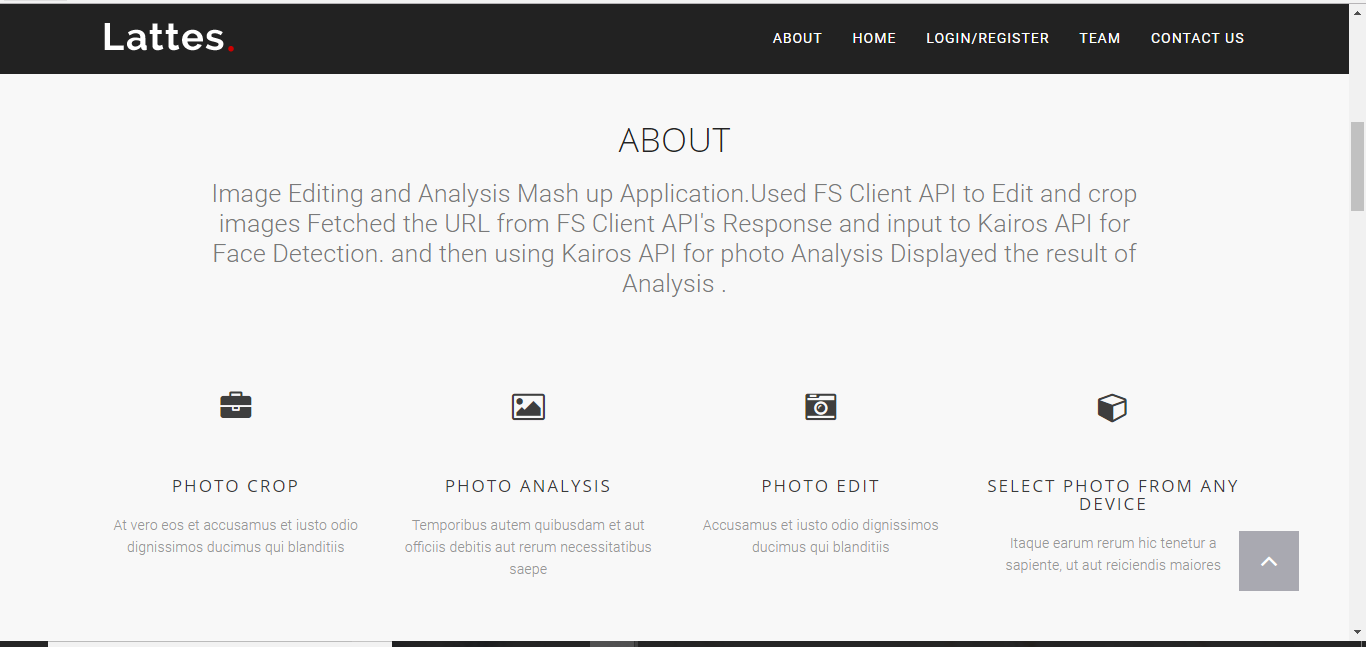 Lattes.
ABOUT HOME LOGIN/REGISTER TEAM CONTACT US
ABOUT
Image Editing and Analysis Mash up Application.Used FS Client API to Edit and crop
images Fetched the URL from FS Client API's Response and input to Kairos API for
Face Detection. and then using Kairos API for photo Analysis Displayed the result of
Analysis .
PHOTO CROP
At vero eos et accusamus et iusto odio
dignissimos ducimus qui blanditiis
PHOTO ANALYSIS
Temporibus autem quibusdam et aut
officiis debitis aut rerum necessitatibus
saepe
PHOTO EDIT
Accusamus et iusto odio dignissimos
ducimus qui blanditiis
SELECT PHOTO FROM ANY
DEVICE
Itaque earum rerum hic tenetur a
sapiente, ut aut reiciendis maiores